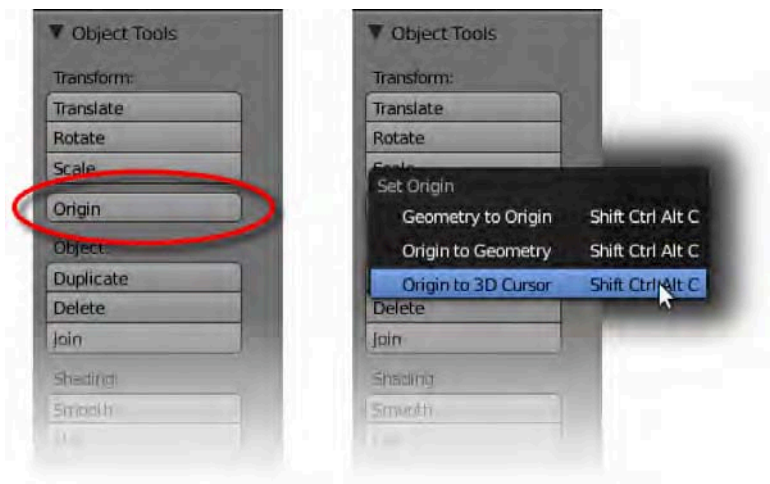 Object Tools
Transform:
Translate
Rotate
Scale
Origin
Object:
Duplicate
Delete
Join
Shading:
Smooth
Object Tools
Transform:
Translate
Rotate
Scale
Set Origin
Geometry to Origin Shift Ctrl Alt C
Origin to Geometry Shift Ctrl Alt C
Origin to 3D Cursor Shift Ctrl Alt C
Delete
Join
Shading
Smooth